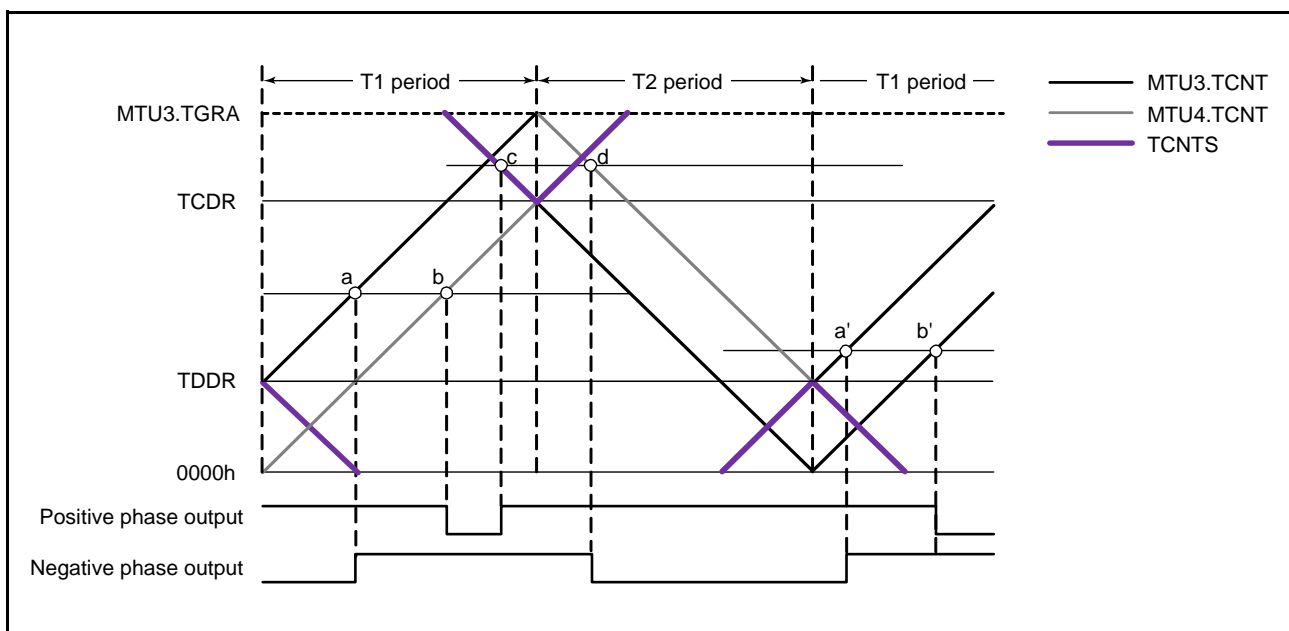 T1 period
T2 period
T1 period
MTU3.TCNT
MTU4.TCNT
TCNTS
MTU3.TGRA
c
d
TCDR
a
b
a'
b'
TDDR
0000h
Positive phase output
Negative phase output